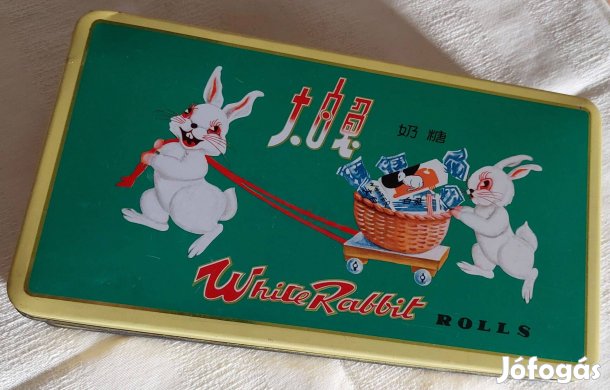 大白兔 奶糖
White Rabbit ROLLS
Jófogás